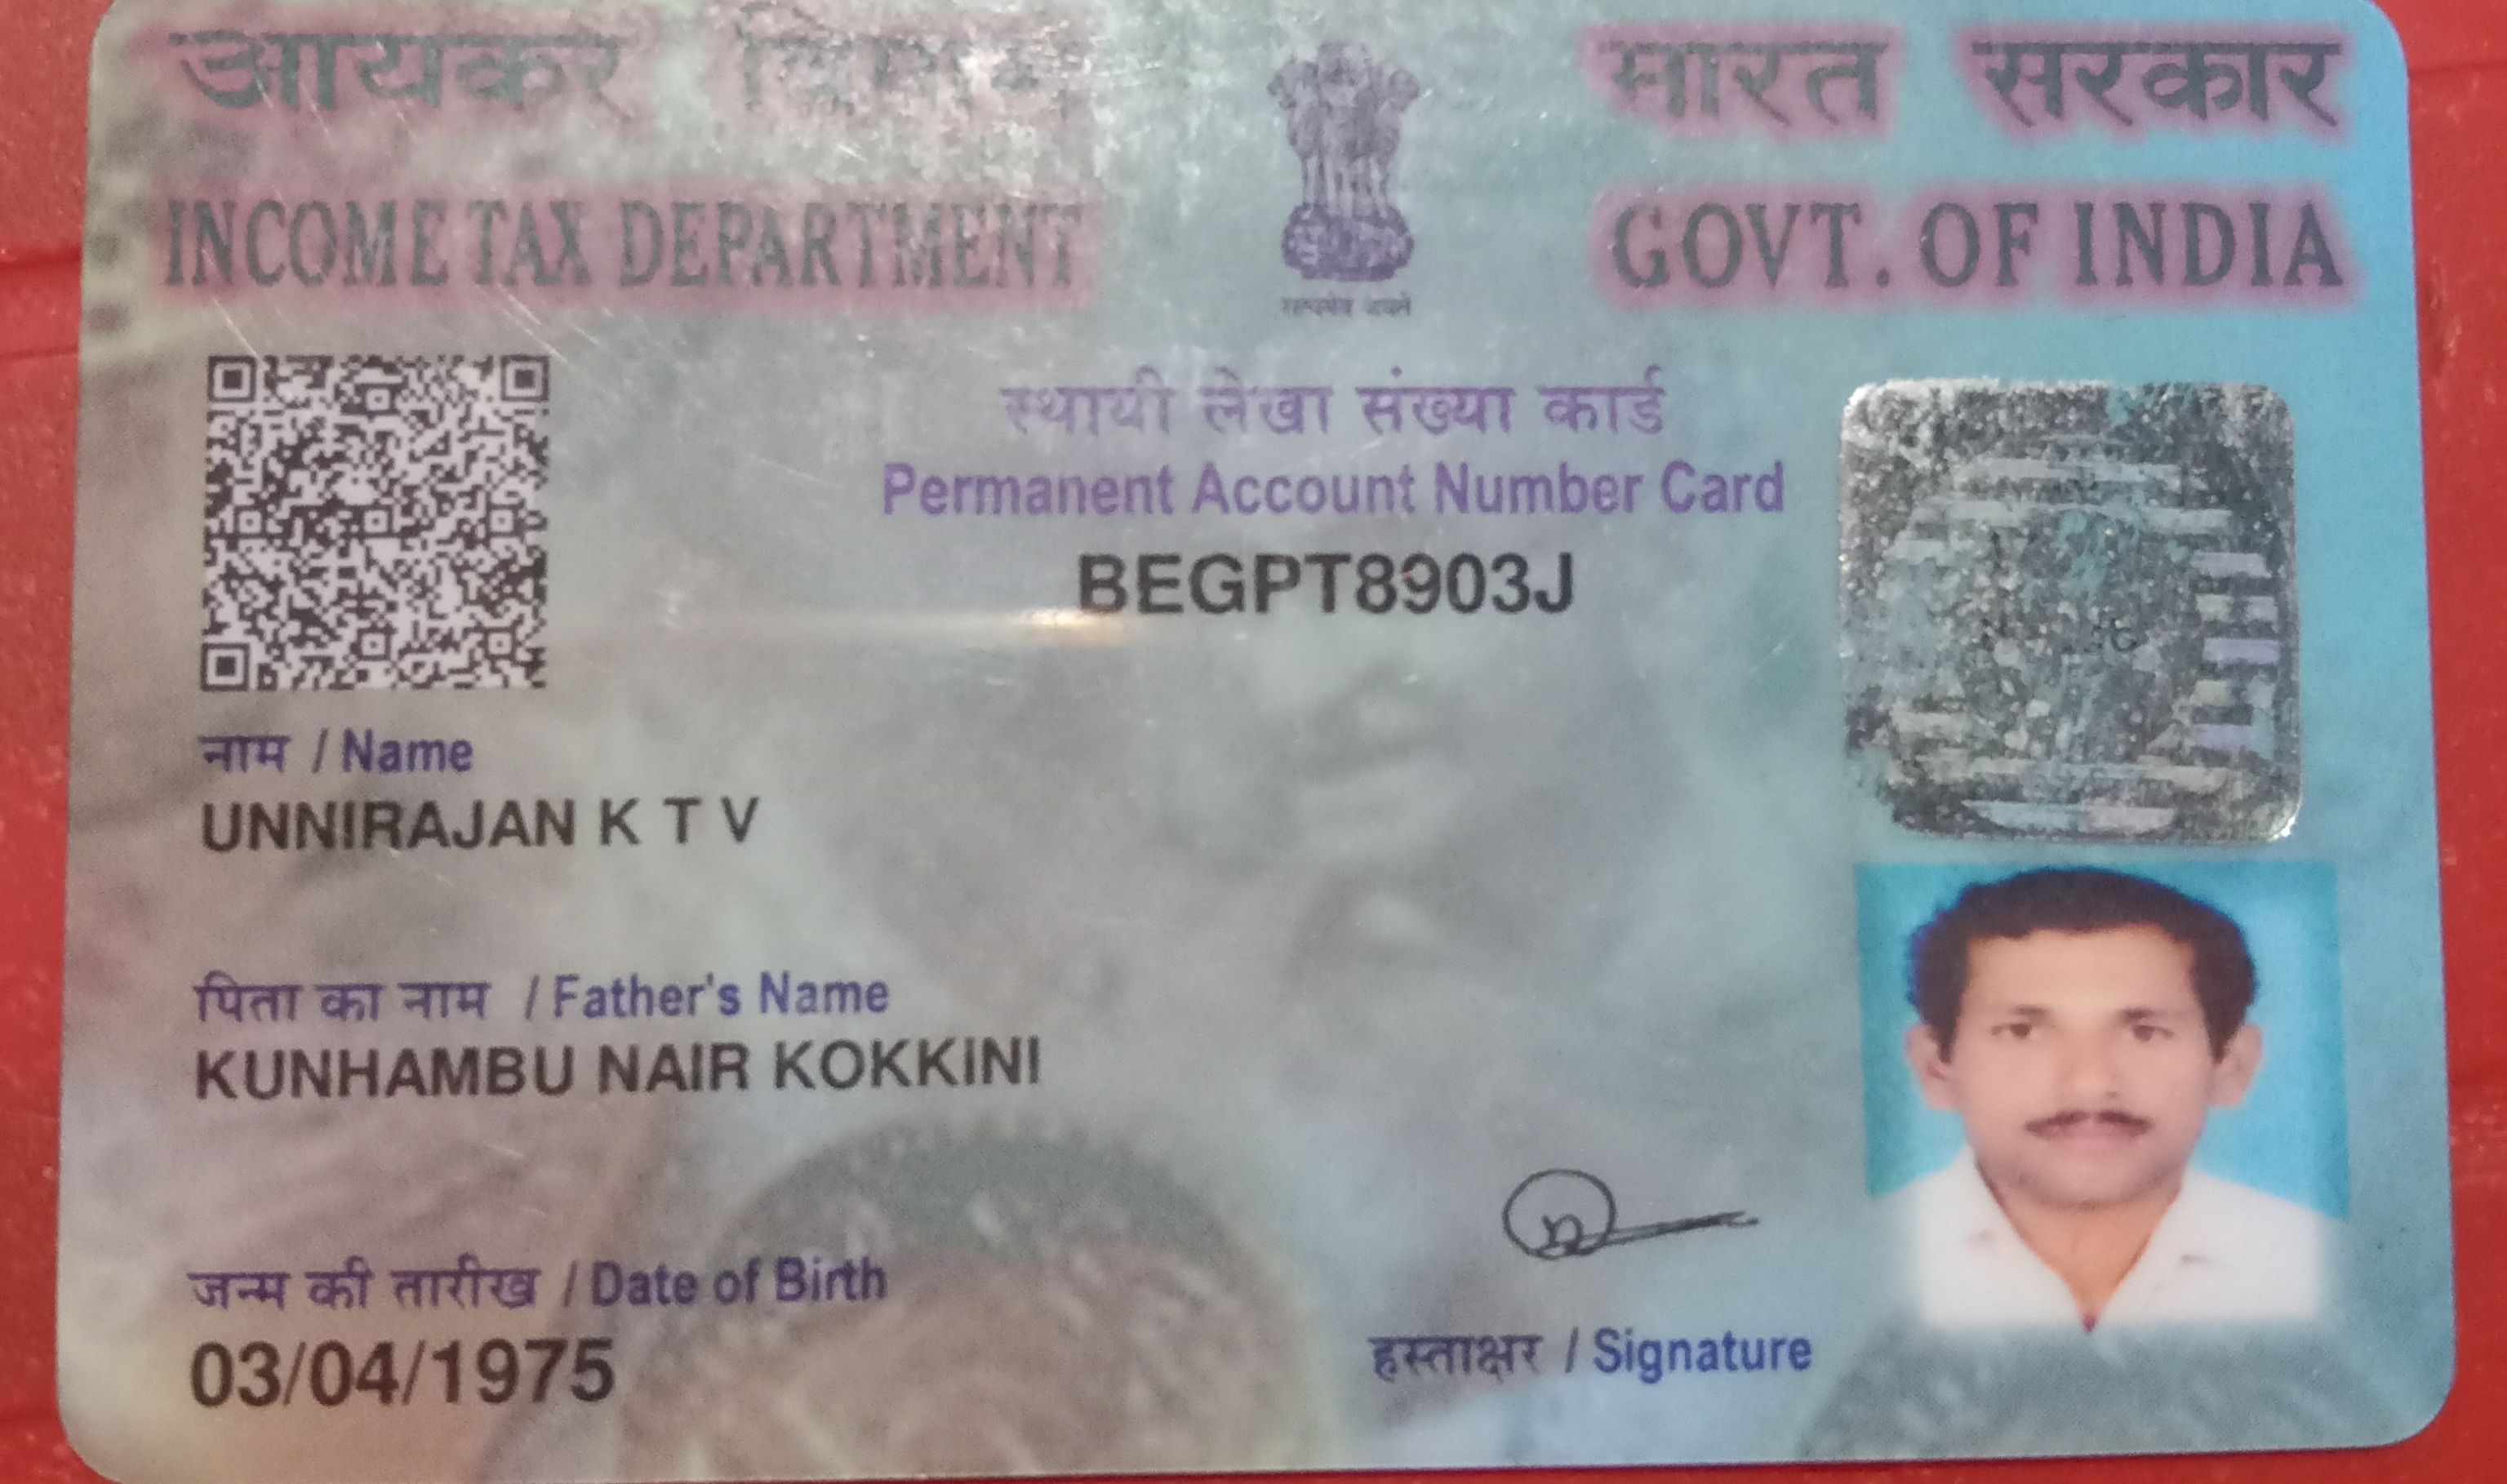 आयकर विभाग
INCOME TAX DEPARTMENT
भारत सरकार
GOVT. OF INDIA
सत्यमेव जयते
स्थायी लेखा संख्या कार्ड
Permanent Account Number Card
BEGPT8903J
नाम / Name
UNNIRAJAN K T V
पिता का नाम / Father's Name
KUNHAMBU NAIR KOKKINI
जन्म की तारीख / Date of Birth
03/04/1975
हस्ताक्षर / Signature